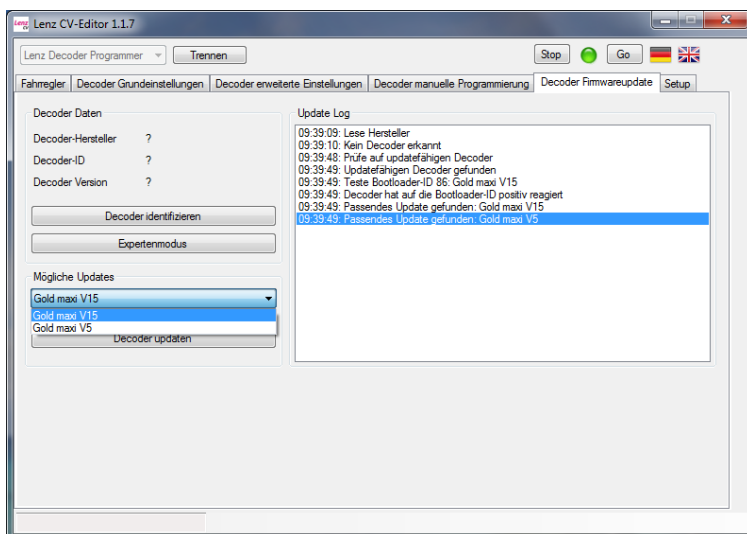 Lenz CV-Editor 1.1.7
Lenz Decoder Programmer
Trennen
Stop
Go
Fahrregler
Decoder Grundeinstellungen
Decoder erweiterte Einstellungen
Decoder manuelle Programmierung
Decoder Firmwareupdate
Setup
Decoder Daten
Decoder-Hersteller ?
Decoder-ID ?
Decoder Version ?
Decoder identifizieren
Expertenmodus
Mögliche Updates
Gold maxi V15
Gold maxi V15
Gold maxi V5
Decoder updaten
Update Log
09:39:09: Lese Hersteller
09:39:10: Kein Decoder erkannt
09:39:48: Prüfe auf updatefähigen Decoder
09:39:49: Updatefähigen Decoder gefunden
09:39:49: Teste Bootloader-ID 86: Gold maxi V15
09:39:49: Decoder hat auf die Bootloader-ID positiv reagiert
09:39:49: Passendes Update gefunden: Gold maxi V15
09:39:49: Passendes Update gefunden: Gold maxi V5